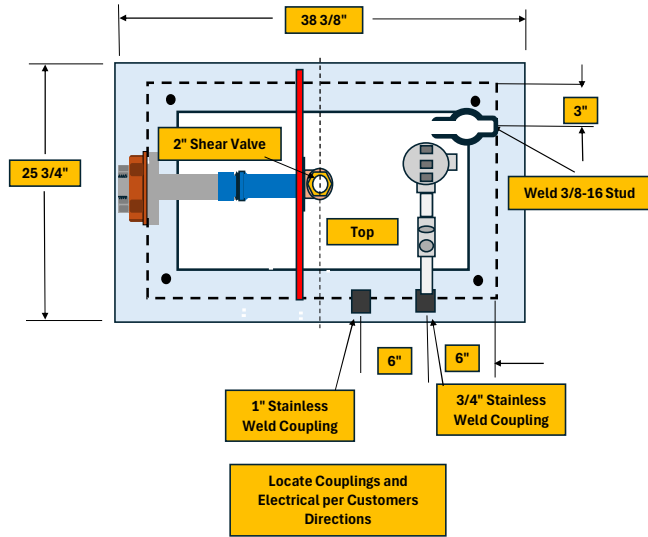 38 3/8"
3"
2" Shear Valve
25 3/4"
Weld 3/8-16 Stud
Top
6"
6"
1" Stainless
Weld Coupling
3/4" Stainless
Weld Coupling
Locate Couplings and
Electrical per Customers
Directions